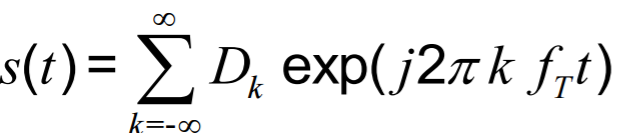 s(t) = ∑_{k=-∞}^{∞} D_k exp(j2π k f_T t)